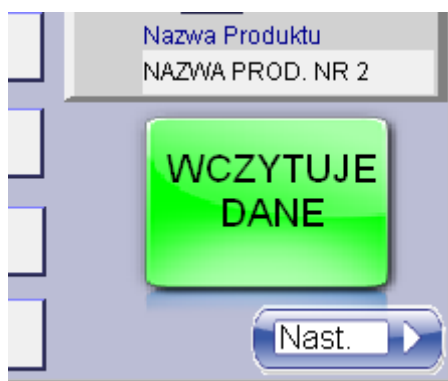 Nazwa Produktu
NAZWA PROD. NR 2
WCZYTUJE
DANE
Nast.